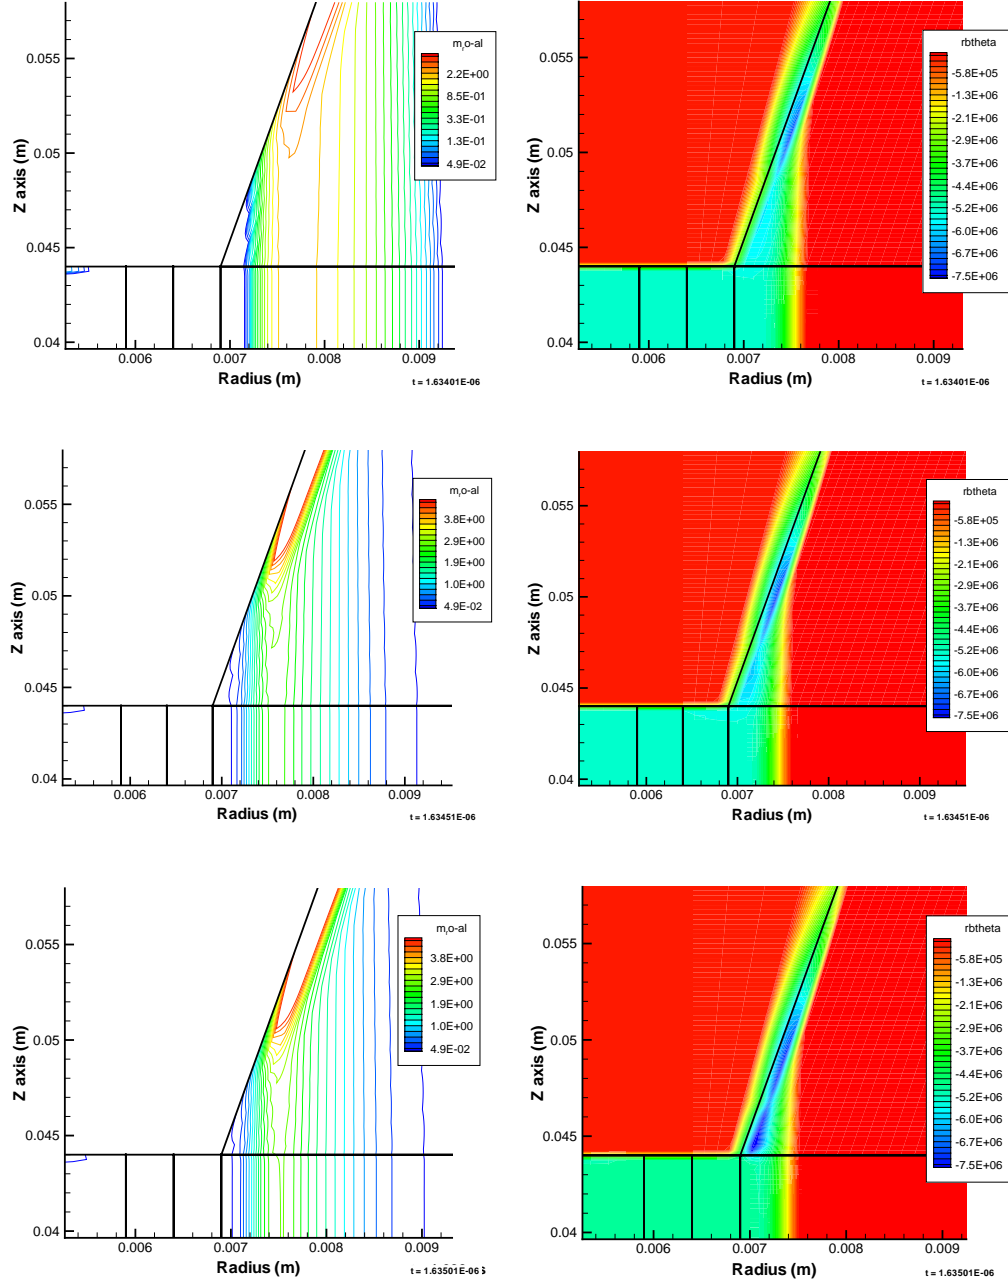 m,o-al
2.2E+00
8.5E-01
3.3E-01
1.3E-01
4.9E-02
Z axis (m)
0.055
0.05
0.045
0.04
0.006
0.007
0.008
0.009
Radius (m)
t = 1.63401E-06
rbtheta
-5.8E+05
-1.3E+06
-2.1E+06
-2.9E+06
-3.7E+06
-4.4E+06
-5.2E+06
-6.0E+06
-6.7E+06
-7.5E+06
Z axis (m)
0.055
0.05
0.045
0.04
0.006
0.007
0.008
0.009
Radius (m)
t = 1.63401E-06
m,o-al
3.8E+00
2.9E+00
1.9E+00
1.0E+00
4.9E-02
Z axis (m)
0.055
0.05
0.045
0.04
0.006
0.007
0.008
0.009
Radius (m)
t = 1.63451E-06
rbtheta
-5.8E+05
-1.3E+06
-2.1E+06
-2.9E+06
-3.7E+06
-4.4E+06
-5.2E+06
-6.0E+06
-6.7E+06
-7.5E+06
Z axis (m)
0.055
0.05
0.045
0.04
0.006
0.007
0.008
0.009
Radius (m)
t = 1.63451E-06
m,o-al
3.8E+00
2.9E+00
1.9E+00
1.0E+00
4.9E-02
Z axis (m)
0.055
0.05
0.045
0.04
0.006
0.007
0.008
0.009
Radius (m)
t = 1.63501E-06
rbtheta
-5.8E+05
-1.3E+06
-2.1E+06
-2.9E+06
-3.7E+06
-4.4E+06
-5.2E+06
-6.0E+06
-6.7E+06
-7.5E+06
Z axis (m)
0.055
0.05
0.045
0.04
0.006
0.007
0.008
0.009
Radius (m)
t = 1.63501E-06